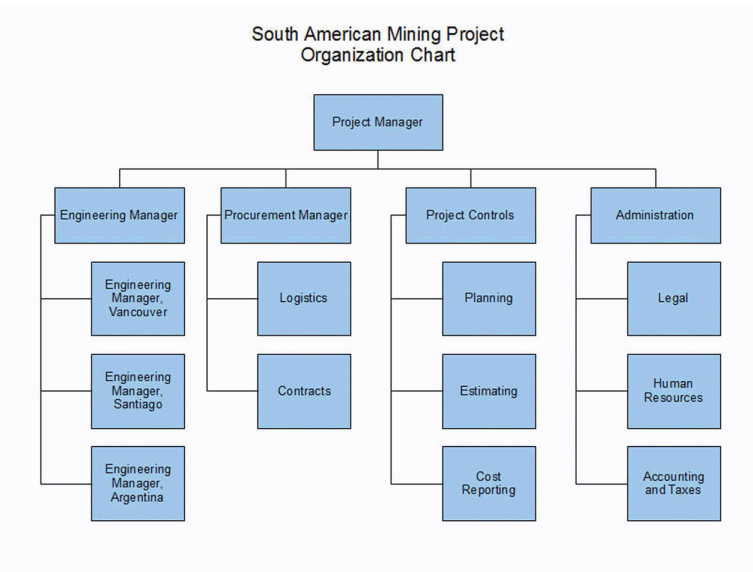 South American Mining Project
Organization Chart
Project Manager
Engineering Manager
Procurement Manager
Project Controls
Administration
Engineering
Manager,
Vancouver
Logistics
Planning
Legal
Engineering
Manager,
Santiago
Contracts
Estimating
Human
Resources
Engineering
Manager,
Argentina
Cost
Reporting
Accounting
and Taxes